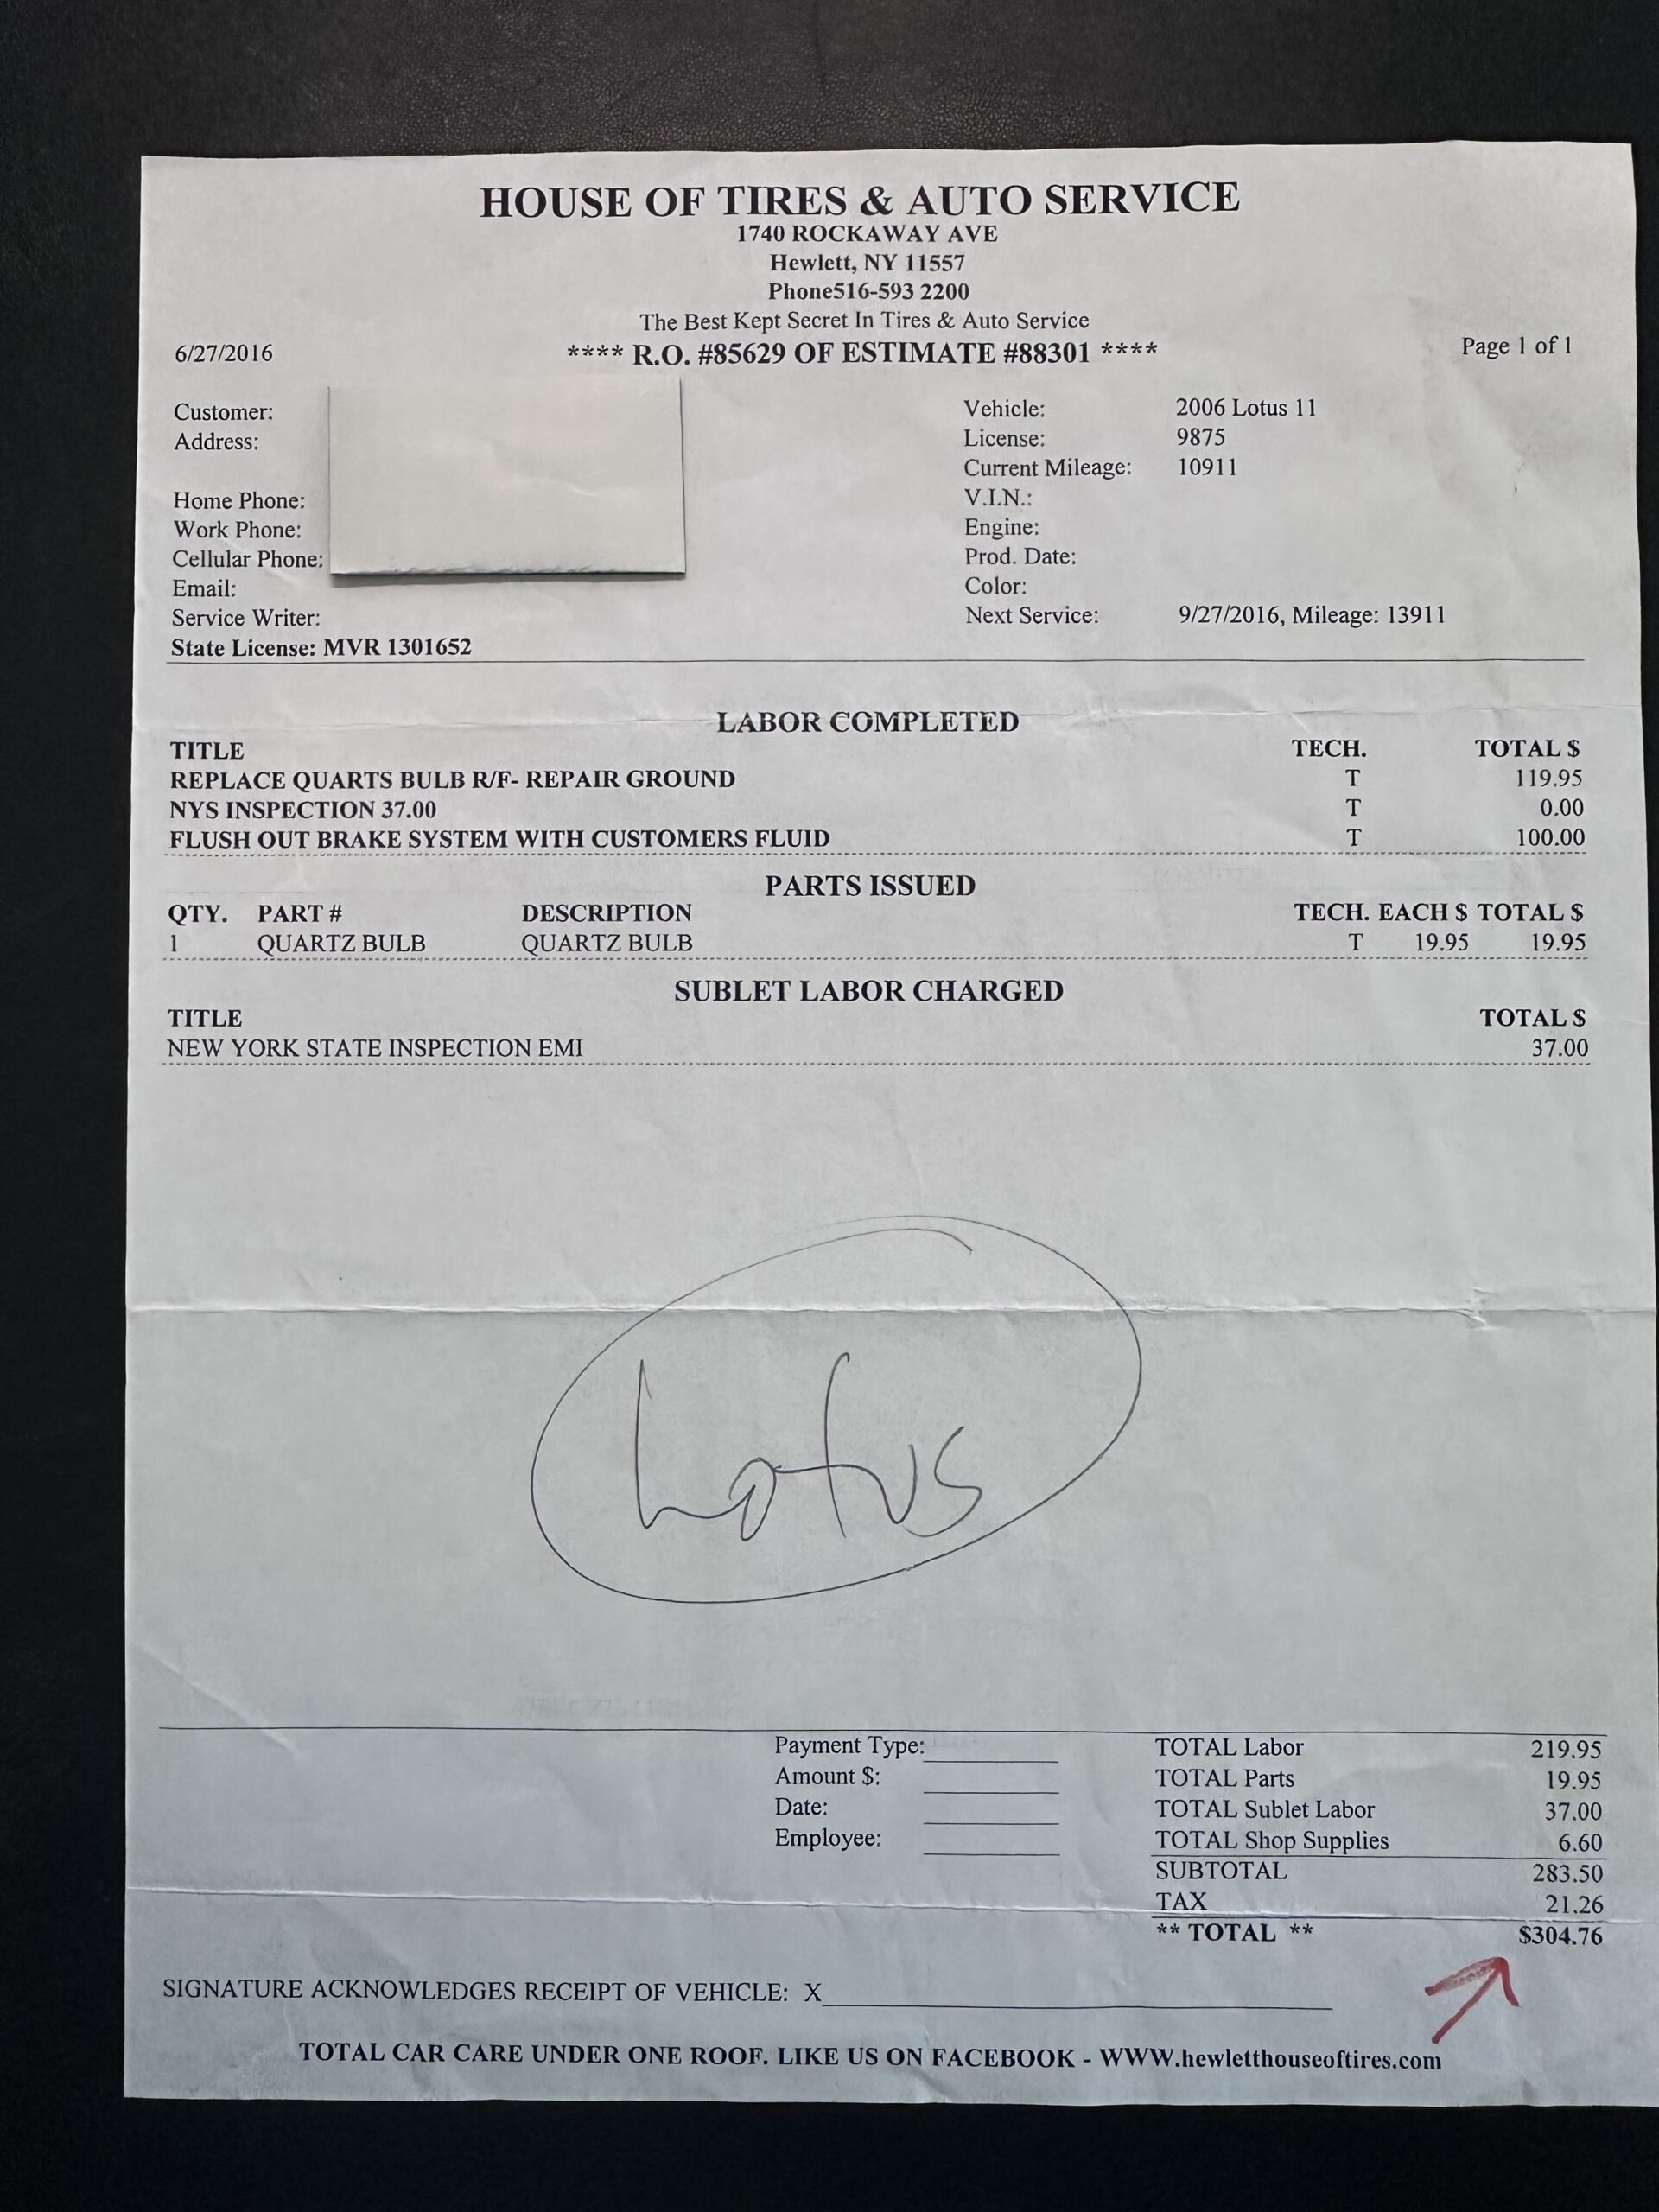 HOUSE OF TIRES & AUTO SERVICE
1740 ROCKAWAY AVE
Hewlett, NY 11557
Phone516-593 2200
The Best Kept Secret In Tires & Auto Service
6/27/2016 **** R.O. #85629 OF ESTIMATE #88301 **** Page 1 of 1
Customer: Vehicle: 2006 Lotus 11
Address: License: 9875
Current Mileage: 10911
Home Phone: V.I.N.:
Work Phone: Engine:
Cellular Phone: Prod. Date:
Email: Color:
Service Writer: Next Service: 9/27/2016, Mileage: 13911
State License: MVR 1301652
LABOR COMPLETED
TITLE TECH. TOTAL $
REPLACE QUARTS BULB R/F- REPAIR GROUND T 119.95
NYS INSPECTION 37.00 T 0.00
FLUSH OUT BRAKE SYSTEM WITH CUSTOMERS FLUID T 100.00
PARTS ISSUED
QTY. PART # DESCRIPTION TECH. EACH $ TOTAL $
1 QUARTZ BULB QUARTZ BULB T 19.95 19.95
SUBLET LABOR CHARGED
TITLE TOTAL $
NEW YORK STATE INSPECTION EMI 37.00
Lotus
Payment Type: TOTAL Labor 219.95
Amount $: TOTAL Parts 19.95
Date: TOTAL Sublet Labor 37.00
Employee: TOTAL Shop Supplies 6.60
SUBTOTAL 283.50
TAX 21.26
** TOTAL ** $304.76
SIGNATURE ACKNOWLEDGES RECEIPT OF VEHICLE: X
TOTAL CAR CARE UNDER ONE ROOF. LIKE US ON FACEBOOK - WWW.hewletthouseoftires.com